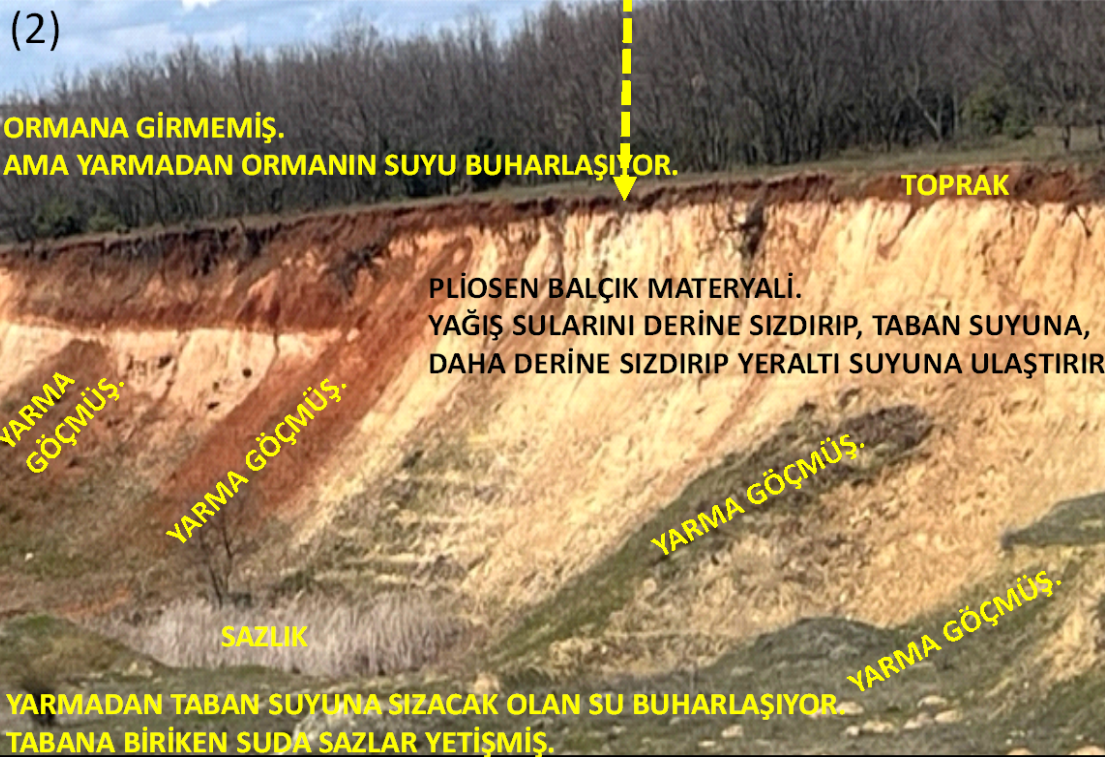 (2)
ORMANA GİRMEMİŞ.
AMA YARMADAN ORMANIN SUYU BUHARLAŞIYOR.
TOPRAK
PLİOSEN BALÇIK MATERYALİ.
YAĞIŞ SULARINI DERİNE SIZDIRIP, TABAN SUYUNA,
DAHA DERİNE SIZDIRIP YERALTI SUYUNA ULAŞTIRIR
YARMA
GÖÇMÜŞ.
YARMA GÖÇMÜŞ.
YARMA GÖÇMÜŞ.
YARMA GÖÇMÜŞ.
SAZLIK
YARMADAN TABAN SUYUNA SIZACAK OLAN SU BUHARLAŞIYOR.
TABANA BİRİKEN SUDA SAZLAR YETİŞMİŞ.